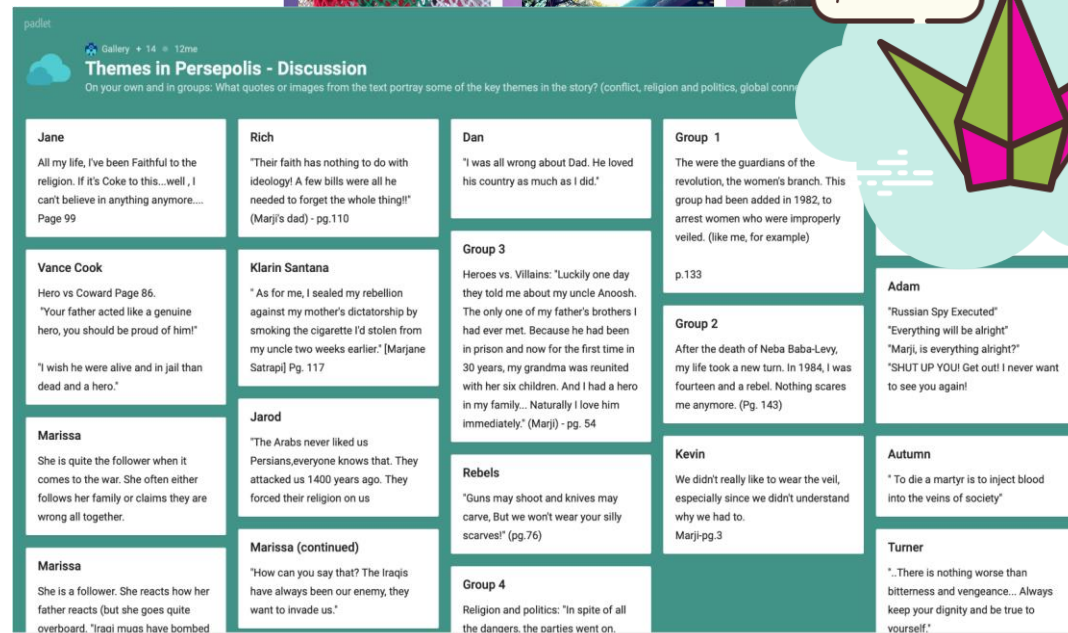 padlet
Gallery + 14 • 12me
Themes in Persepolis - Discussion
On your own and in groups: What quotes or images from the text portray some of the key themes in the story? (conflict, religion and politics, global
Jane
All my life, I've been Faithful to the
religion. If it's Coke to this...well , I
can't believe in anything anymore....
Page 99
Vance Cook
Hero vs Coward Page 86.
"Your father acted like a genuine
hero, you should be proud of him!"
"I wish he were alive and in jail than
dead and a hero."
Marissa
She is quite the follower when it
comes to the war. She often either
follows her family or claims they are
wrong all together.
Marissa
She is a follower. She reacts how her
father reacts (but she goes quite
overboard. "Iraqi mugs have bombed
Rich
"Their faith has nothing to do with
ideology! A few bills were all he
needed to forget the whole thing!!"
(Marji's dad) - pg.110
Klarin Santana
" As for me, I sealed my rebellion
against my mother's dictatorship by
smoking the cigarette I'd stolen from
my uncle two weeks earlier." [Marjane
Satrapi] Pg. 117
Jarod
"The Arabs never liked us
Persians,everyone knows that. They
attacked us 1400 years ago. They
forced their religion on us
Marissa (continued)
"How can you say that? The Iraqis
have always been our enemy, they
want to invade us."
Dan
"I was all wrong about Dad. He loved
his country as much as I did."
Group 3
Heroes vs. Villains: "Luckily one day
they told me about my uncle Anoosh.
The only one of my father's brothers I
had ever met. Because he had been
in prison and now for the first time in
30 years, my grandma was reunited
with her six children. And I had a hero
in my family... Naturally I love him
immediately." (Marji) - pg. 54
Rebels
"Guns may shoot and knives may
carve, But we won't wear your silly
scarves!" (pg.76)
Group 4
Religion and politics: "In spite of all
the dangers, the parties went on.
Group 1
The were the guardians of the
revolution, the women's branch. This
group had been added in 1982, to
arrest women who were improperly
veiled. (like me, for example)
p.133
Group 2
After the death of Neba Baba-Levy,
my life took a new turn. In 1984, I was
fourteen and a rebel. Nothing scares
me anymore. (Pg. 143)
Kevin
We didn't really like to wear the veil,
especially since we didn't understand
why we had to.
Marji-pg.3
Adam
"Russian Spy Executed"
"Everything will be alright"
"Marji, is everything alright?"
"SHUT UP YOU! Get out! I never want
to see you again!
Autumn
" To die a martyr is to inject blood
into the veins of society"
Turner
"..There is nothing worse than
bitterness and vengeance... Always
keep your dignity and be true to
yourself."